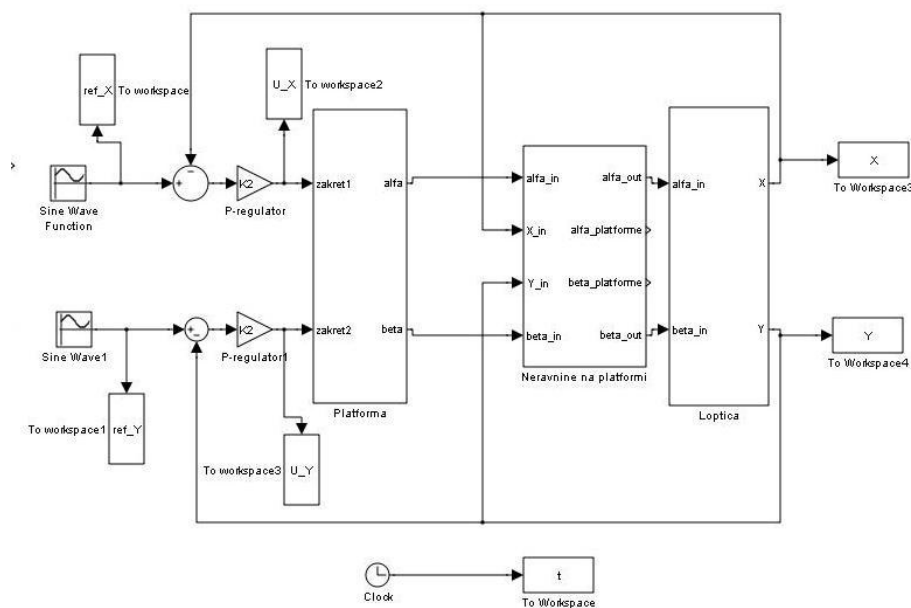 ref_X
To workspace
U_X
To workspace2
Sine Wave
Function
K2
P-regulator
zakret1
alfa
zakret2
beta
Platforma
alfa_in
alfa_out
X_in
alfa_platforme
Y_in
beta_platforme
beta_in
beta_out
Neravnine na platformi
alfa_in
X
beta_in
Y
Loptica
X
To Workspace3
Sine Wave1
K2
P-regulator1
Y
To Workspace4
To workspace1
ref_Y
To workspace3
U_Y
Clock
t
To Workspace